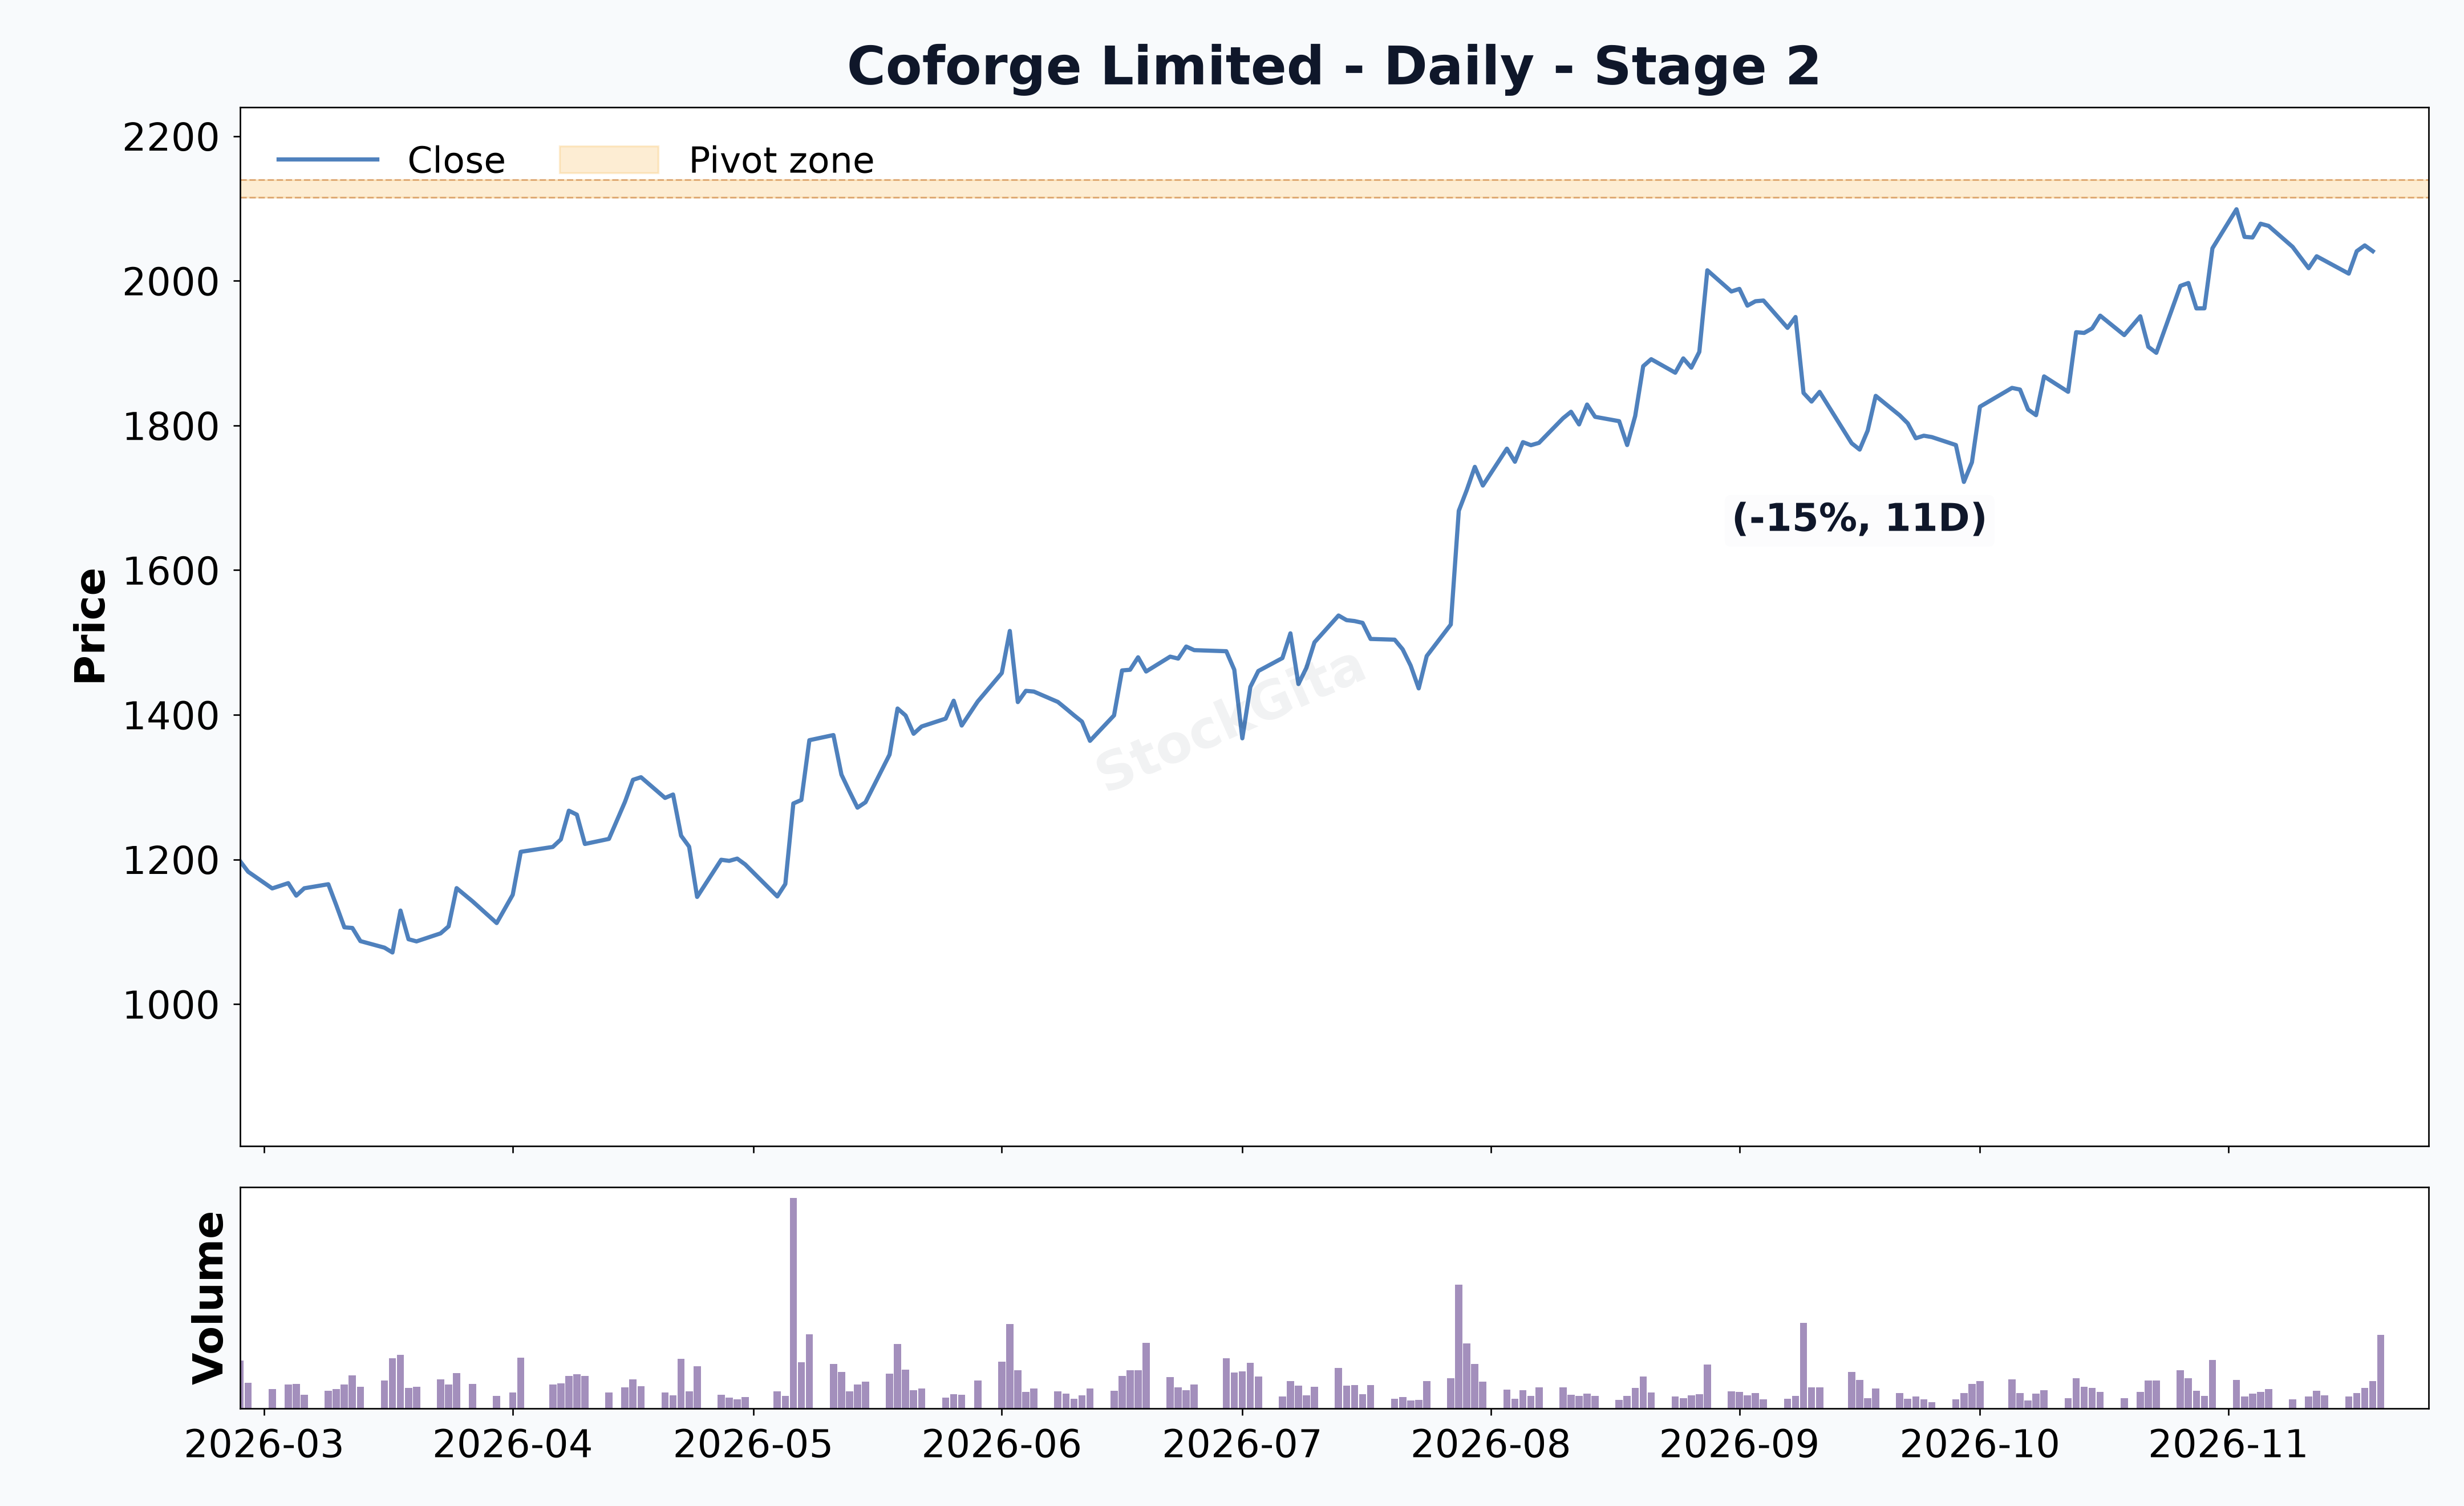 Coforge Limited - Daily - Stage 2
Close
Pivot zone
2200
2000
1800
1600
1400
1200
1000
Price
(-15%, 11D)
StockGita
Volume
2026-03
2026-04
2026-05
2026-06
2026-07
2026-08
2026-09
2026-10
2026-11